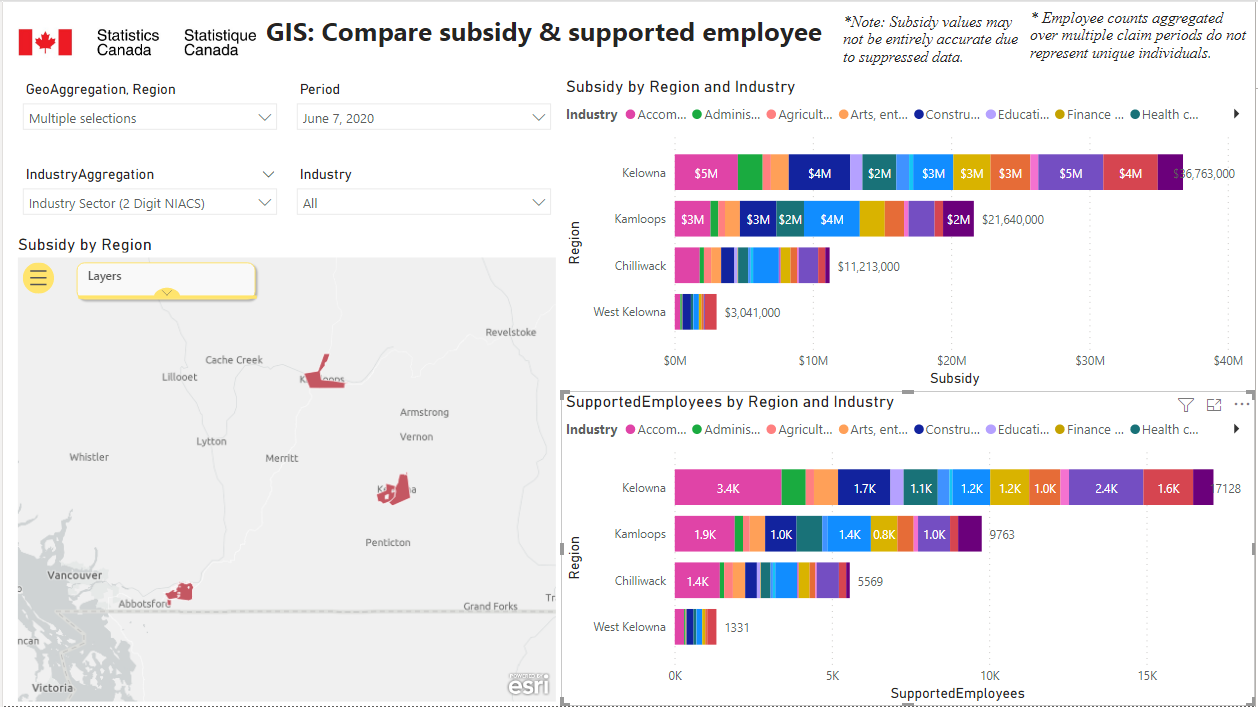 Statistics
Canada
Statistique
Canada
GIS: Compare subsidy & supported employee
*Note: Subsidy values may
not be entirely accurate due
to suppressed data.
* Employee counts aggregated
over multiple claim periods do not
represent unique individuals.
GeoAggregation, Region
Multiple selections
Period
June 7, 2020
IndustryAggregation
Industry Sector (2 Digit NIACS)
Industry
All
Subsidy by Region
Layers
Revelstoke
Cache Creek
Lillooet
Armstrong
Vernon
Lytton
Whistler
Merritt
Penticton
Vancouver
Abbotsford
Grand Forks
Tr
ncan
Victoria
POWERED BY
esri
Subsidy by Region and Industry
Industry Accom... Adminis... Agricult... Arts, ent... Constru... Educati... Finance ... Health c...
Region
Kelowna $5M $4M $2M $3M $3M $3M $5M $4M $36,763,000
Kamloops $3M $3M $2M $4M $2M $21,640,000
Chilliwack $11,213,000
West Kelowna $3,041,000
$0M $10M $20M $30M $40M
Subsidy
SupportedEmployees by Region and Industry
Industry Accom... Adminis... Agricult... Arts, ent... Constru... Educati... Finance ... Health c...
Region
Kelowna 3.4K 1.7K 1.1K 1.2K 1.2K 1.0K 2.4K 1.6K 7128
Kamloops 1.9K 1.0K 1.4K 0.8K 1.0K 9763
Chilliwack 1.4K 5569
West Kelowna 1331
0K 5K 10K 15K
SupportedEmployees